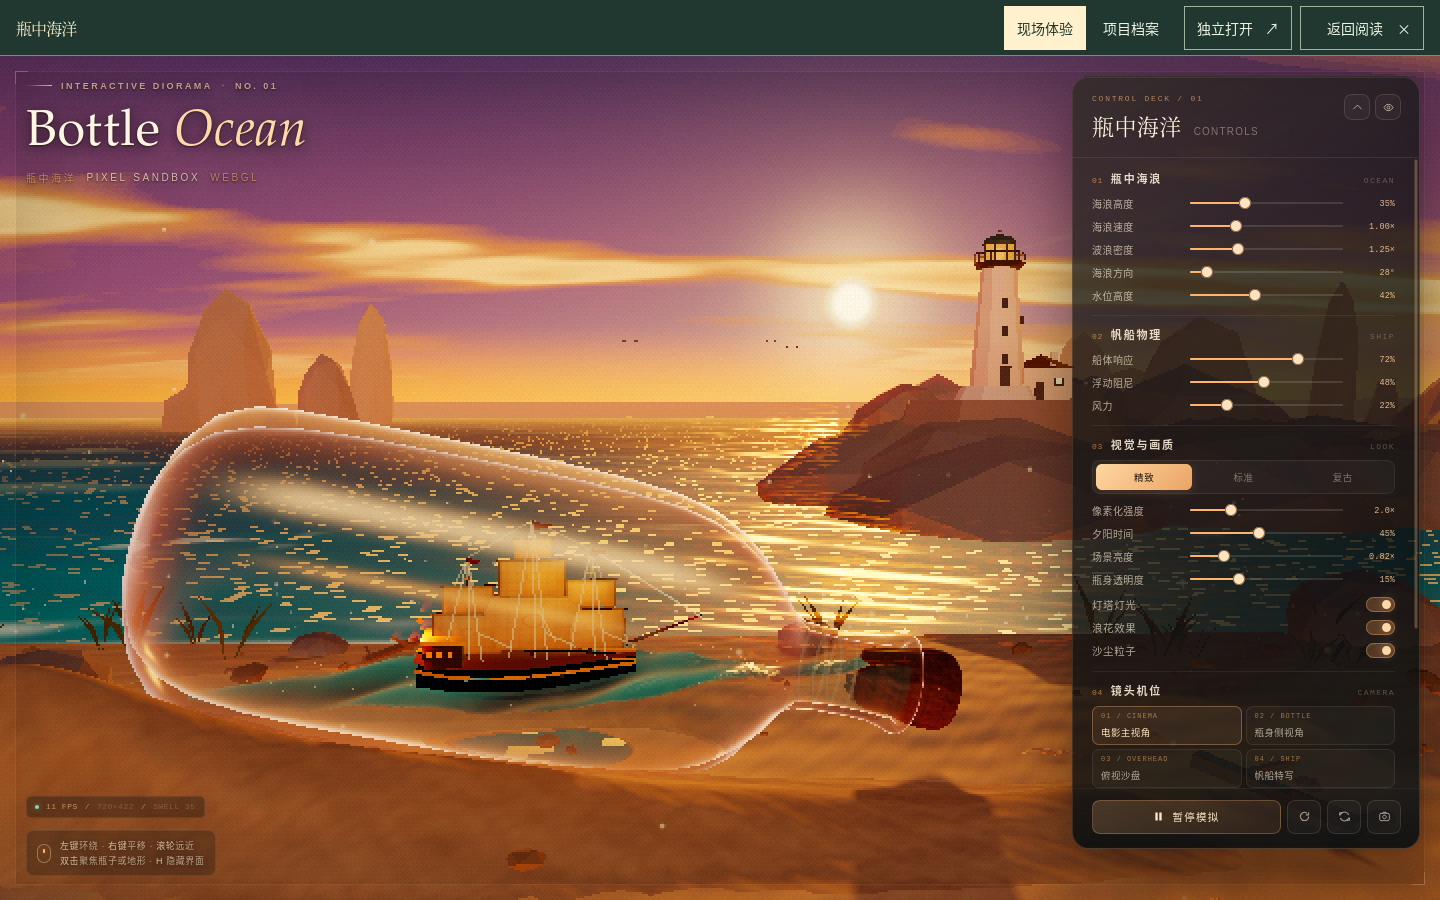 瓶中海洋
现场体验 项目档案 独立打开 ↗ 返回阅读 ×
INTERACTIVE DIORAMA · NO. 01
Bottle Ocean
瓶中海洋 PIXEL SANDBOX WEBGL
CONTROL DECK / 01
瓶中海洋 CONTROLS
01 瓶中海浪 OCEAN
海浪高度 35%
海浪速度 1.00×
波浪密度 1.25×
海浪方向 28°
水位高度 42%
02 帆船物理 SHIP
船体响应 72%
浮动阻尼 48%
风力 22%
03 视觉与画质 LOOK
精致 标准 复古
像素化强度 2.0×
夕阳时间 45%
场景亮度 0.82×
瓶身透明度 15%
灯塔灯光
浪花效果
沙尘粒子
04 镜头机位 CAMERA
01 / CINEMA
电影主视角
02 / BOTTLE
瓶身侧视角
03 / OVERHEAD
俯视沙盘
04 / SHIP
帆船特写
暂停模拟
11 FPS / 720×422 / SWELL 35
左键环绕 · 右键平移 · 滚轮远近
双击聚焦瓶子或地形 · H 隐藏界面